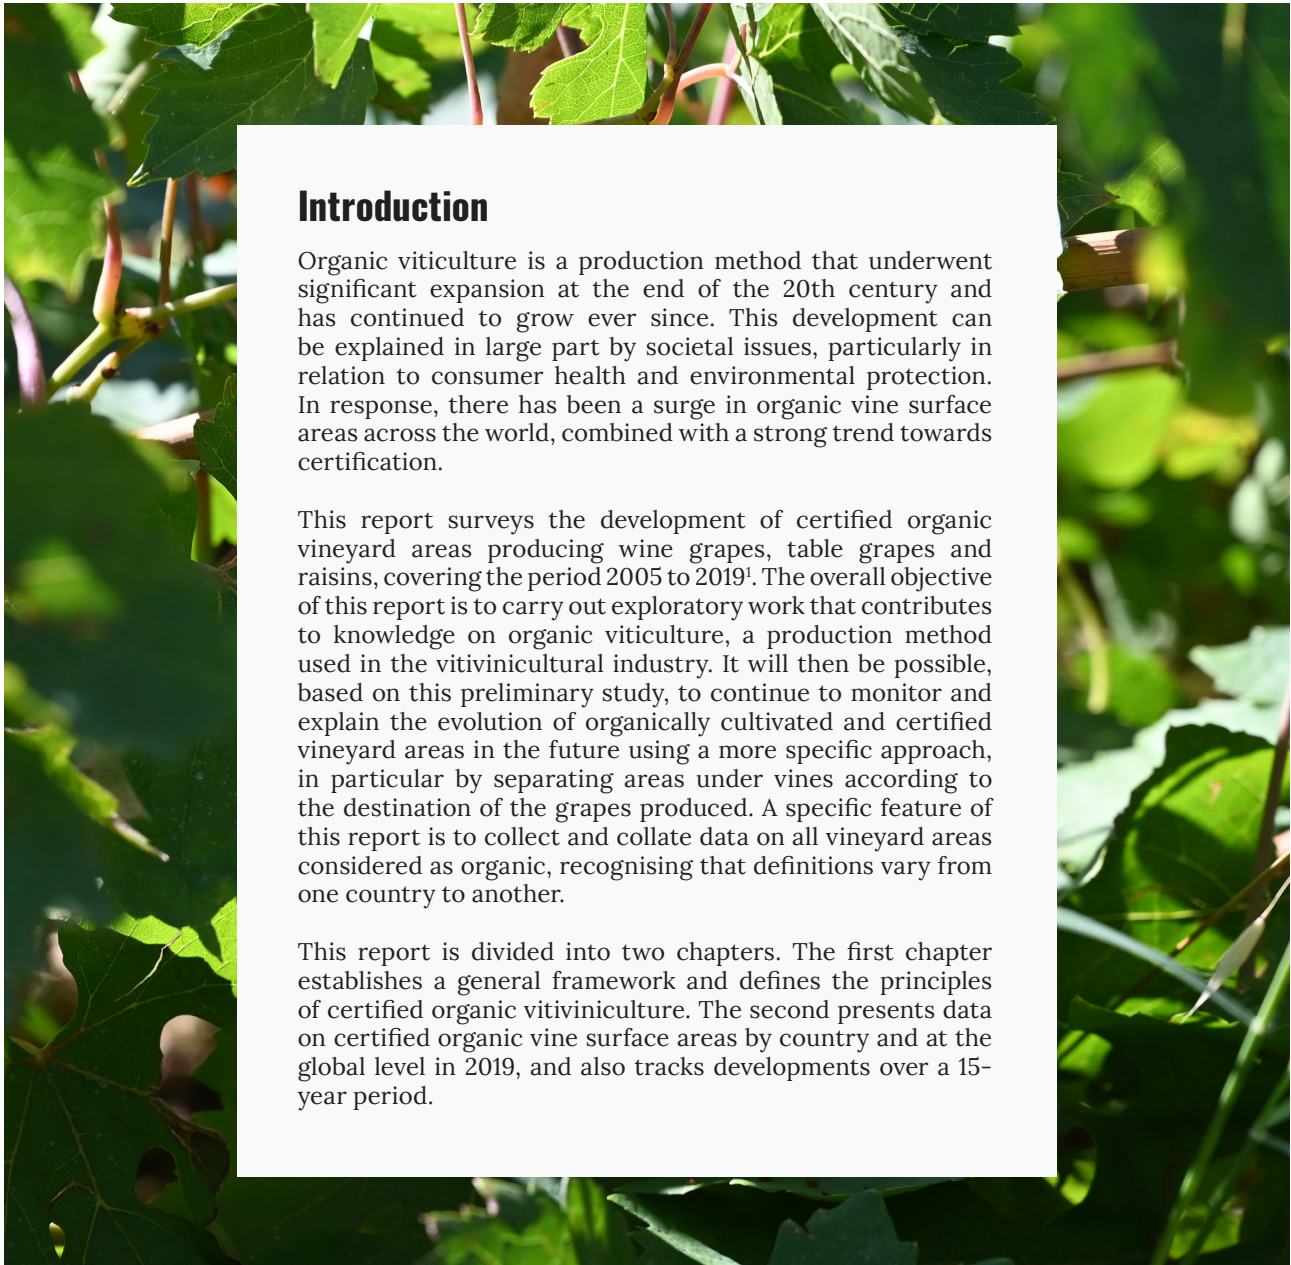 Introduction
Organic viticulture is a production method that underwent
significant expansion at the end of the 20th century and
has continued to grow ever since. This development can
be explained in large part by societal issues, particularly in
relation to consumer health and environmental protection.
In response, there has been a surge in organic vine surface
areas across the world, combined with a strong trend towards
certification.
This report surveys the development of certified organic
vineyard areas producing wine grapes, table grapes and
raisins, covering the period 2005 to 2019¹. The overall objective
of this report is to carry out exploratory work that contributes
to knowledge on organic viticulture, a production method
used in the vitivinicultural industry. It will then be possible,
based on this preliminary study, to continue to monitor and
explain the evolution of organically cultivated and certified
vineyard areas in the future using a more specific approach,
in particular by separating areas under vines according to
the destination of the grapes produced. A specific feature of
this report is to collect and collate data on all vineyard areas
considered as organic, recognising that definitions vary from
one country to another.
This report is divided into two chapters. The first chapter
establishes a general framework and defines the principles
of certified organic vitiviniculture. The second presents data
on certified organic vine surface areas by country and at the
global level in 2019, and also tracks developments over a 15-
year period.